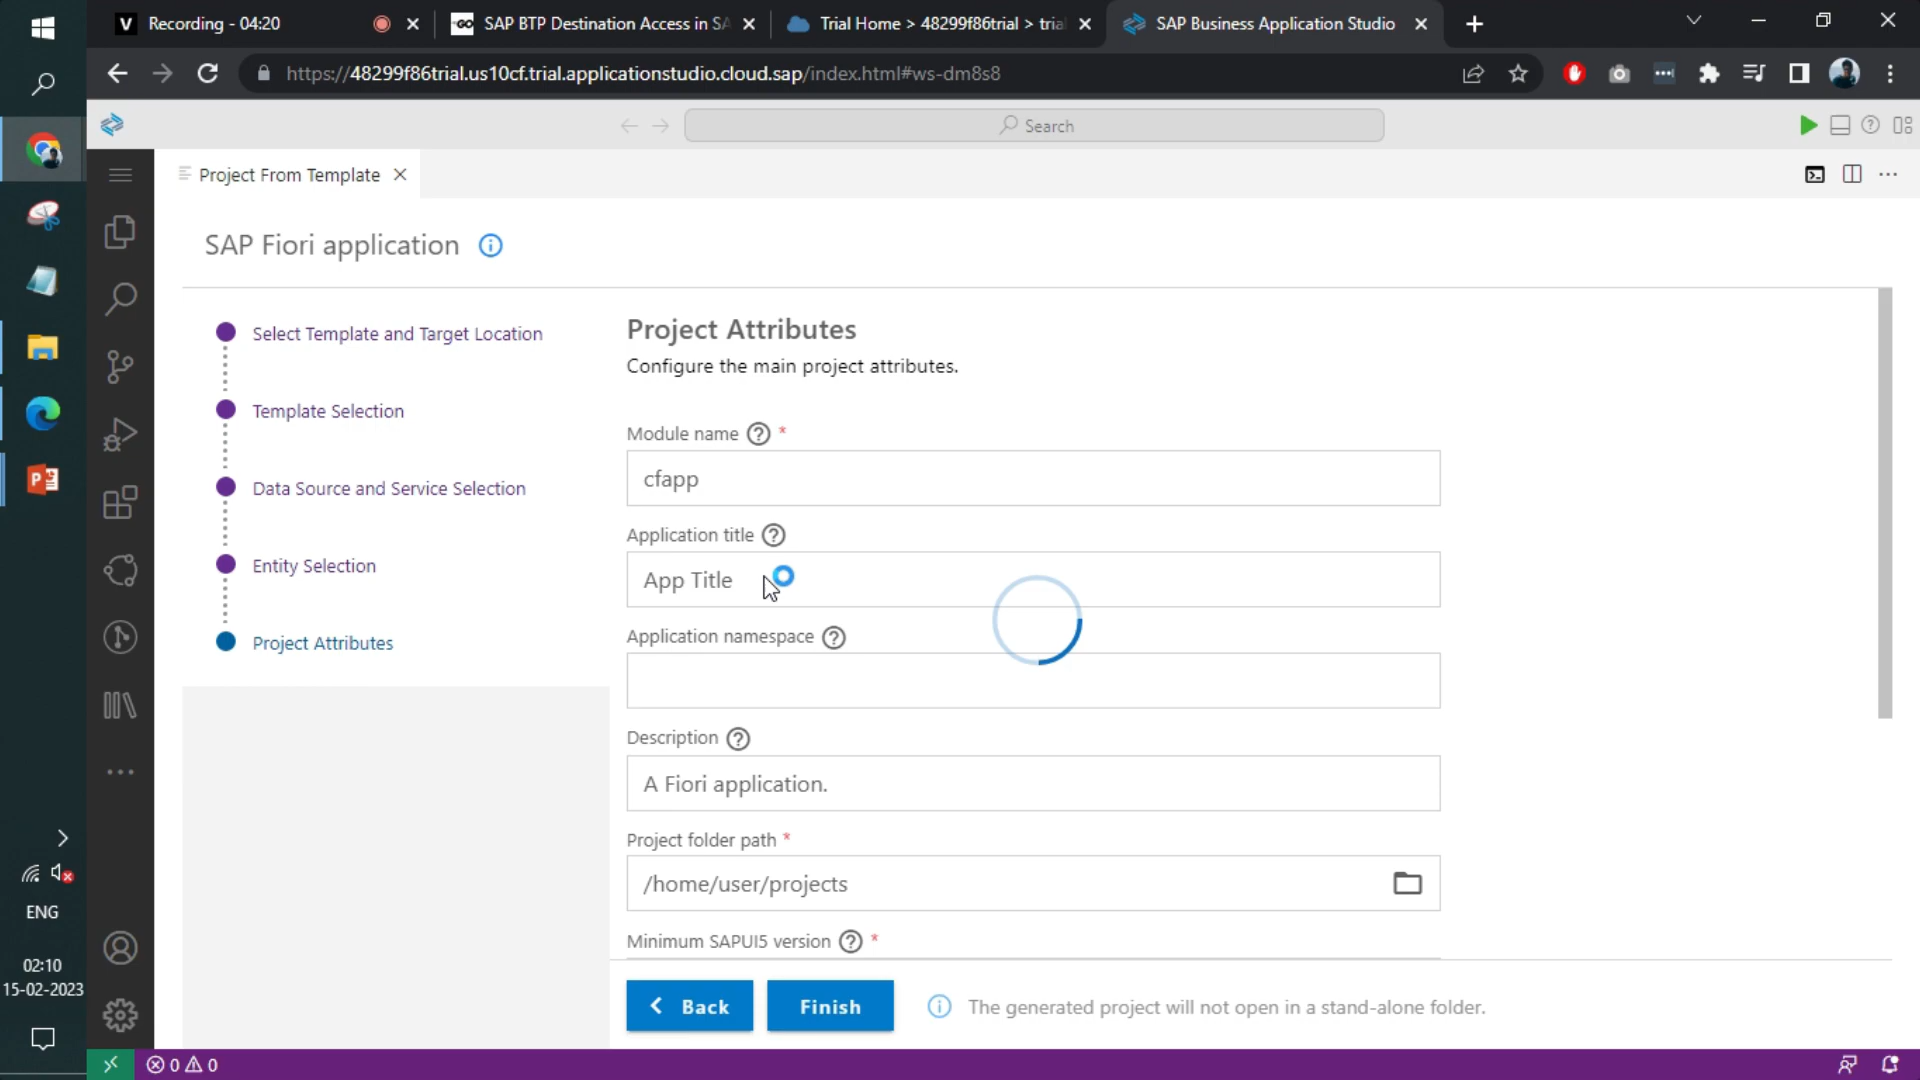 Recording - 04:20
SAP BTP Destination Access in SA
Trial Home > 48299f86trial > tria
SAP Business Application Studio
https://48299f86trial.us10cf.trial.applicationstudio.cloud.sap/index.html#ws-dm8s8
Search
Project From Template
SAP Fiori application
Select Template and Target Location
Template Selection
Data Source and Service Selection
Entity Selection
Project Attributes
Project Attributes
Configure the main project attributes.
Module name *
cfapp
Application title
App Title
Application namespace
Description
A Fiori application.
Project folder path *
/home/user/projects
Minimum SAPUI5 version *
Back
Finish
The generated project will not open in a stand-alone folder.
0 0
ENG
02:10
15-02-2023